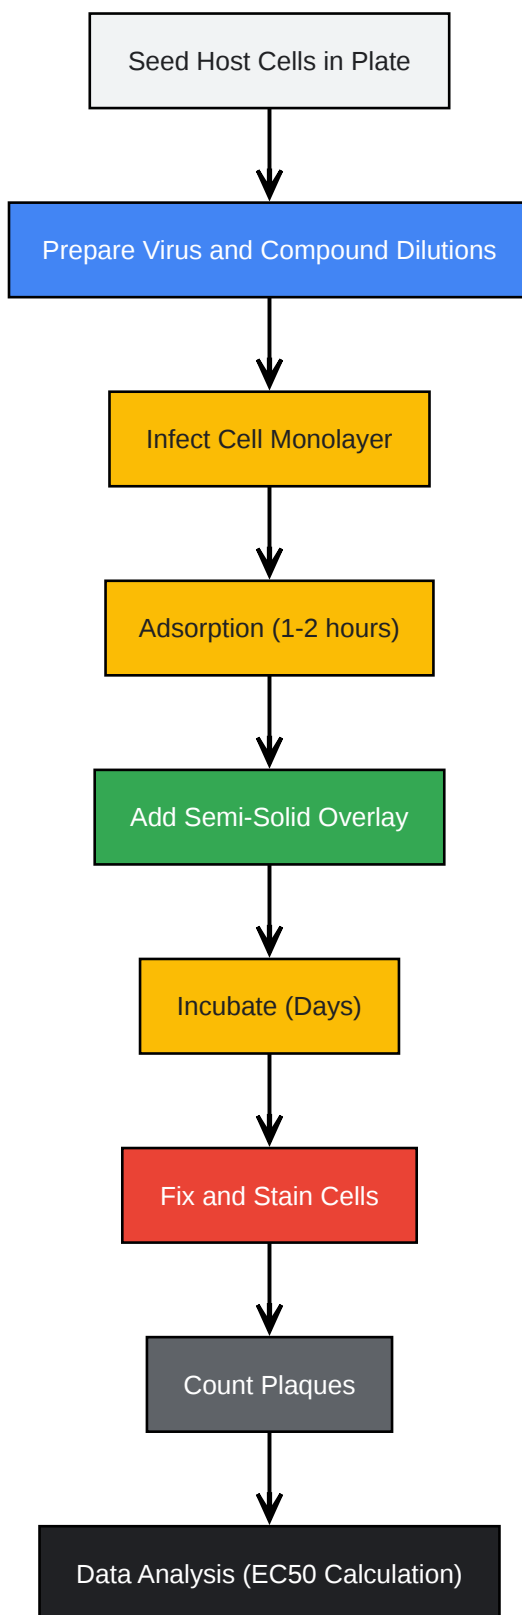 Seed Host Cells in Plate
Prepare Virus and Compound Dilutions
Infect Cell Monolayer
Adsorption (1-2 hours)
Add Semi-Solid Overlay
Incubate (Days)
Fix and Stain Cells
Count Plaques
Data Analysis (EC50 Calculation)